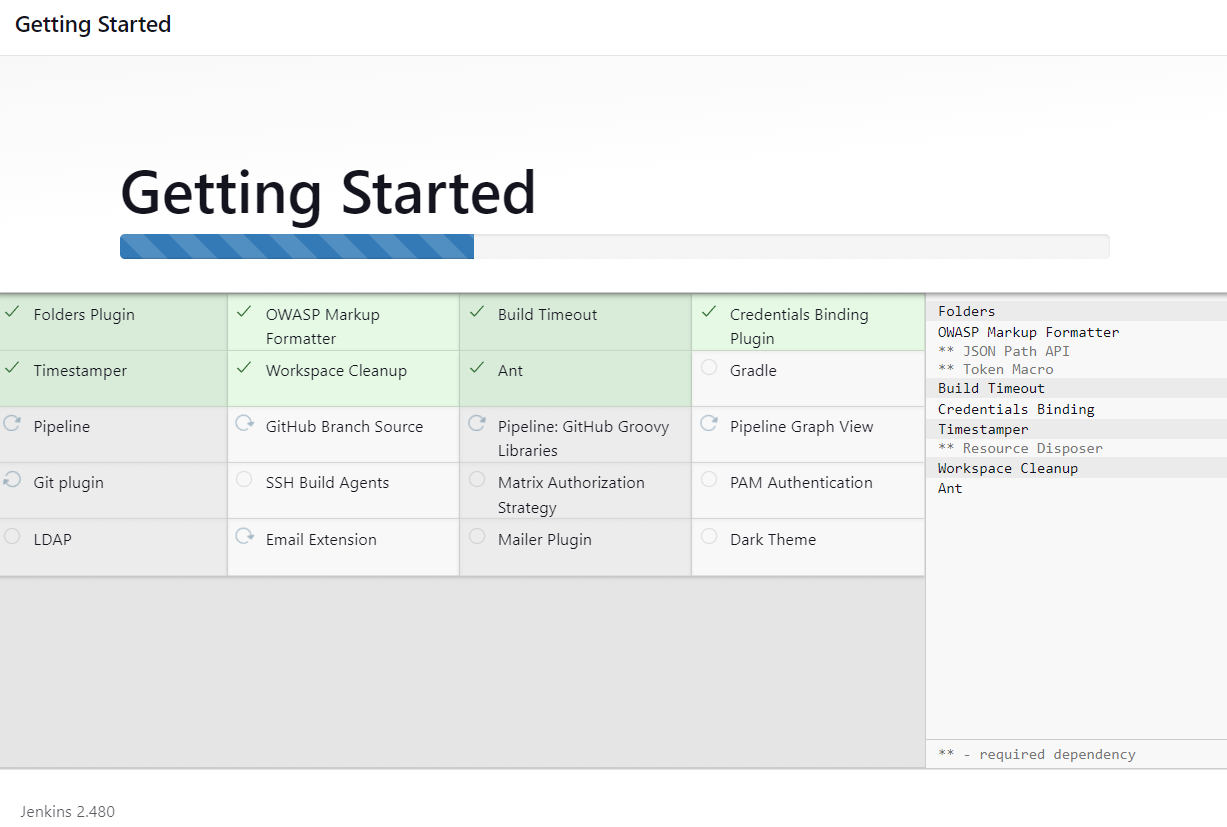 Getting Started
Getting Started
Folders Plugin
OWASP Markup
Formatter
Build Timeout
Credentials Binding
Plugin
Timestamper
Workspace Cleanup
Ant
Gradle
Pipeline
GitHub Branch Source
Pipeline: GitHub Groovy
Libraries
Pipeline Graph View
Git plugin
SSH Build Agents
Matrix Authorization
Strategy
PAM Authentication
LDAP
Email Extension
Mailer Plugin
Dark Theme
Folders
OWASP Markup Formatter
** JSON Path API
** Token Macro
Build Timeout
Credentials Binding
Timestamper
** Resource Disposer
Workspace Cleanup
Ant
** - required dependency
Jenkins 2.480